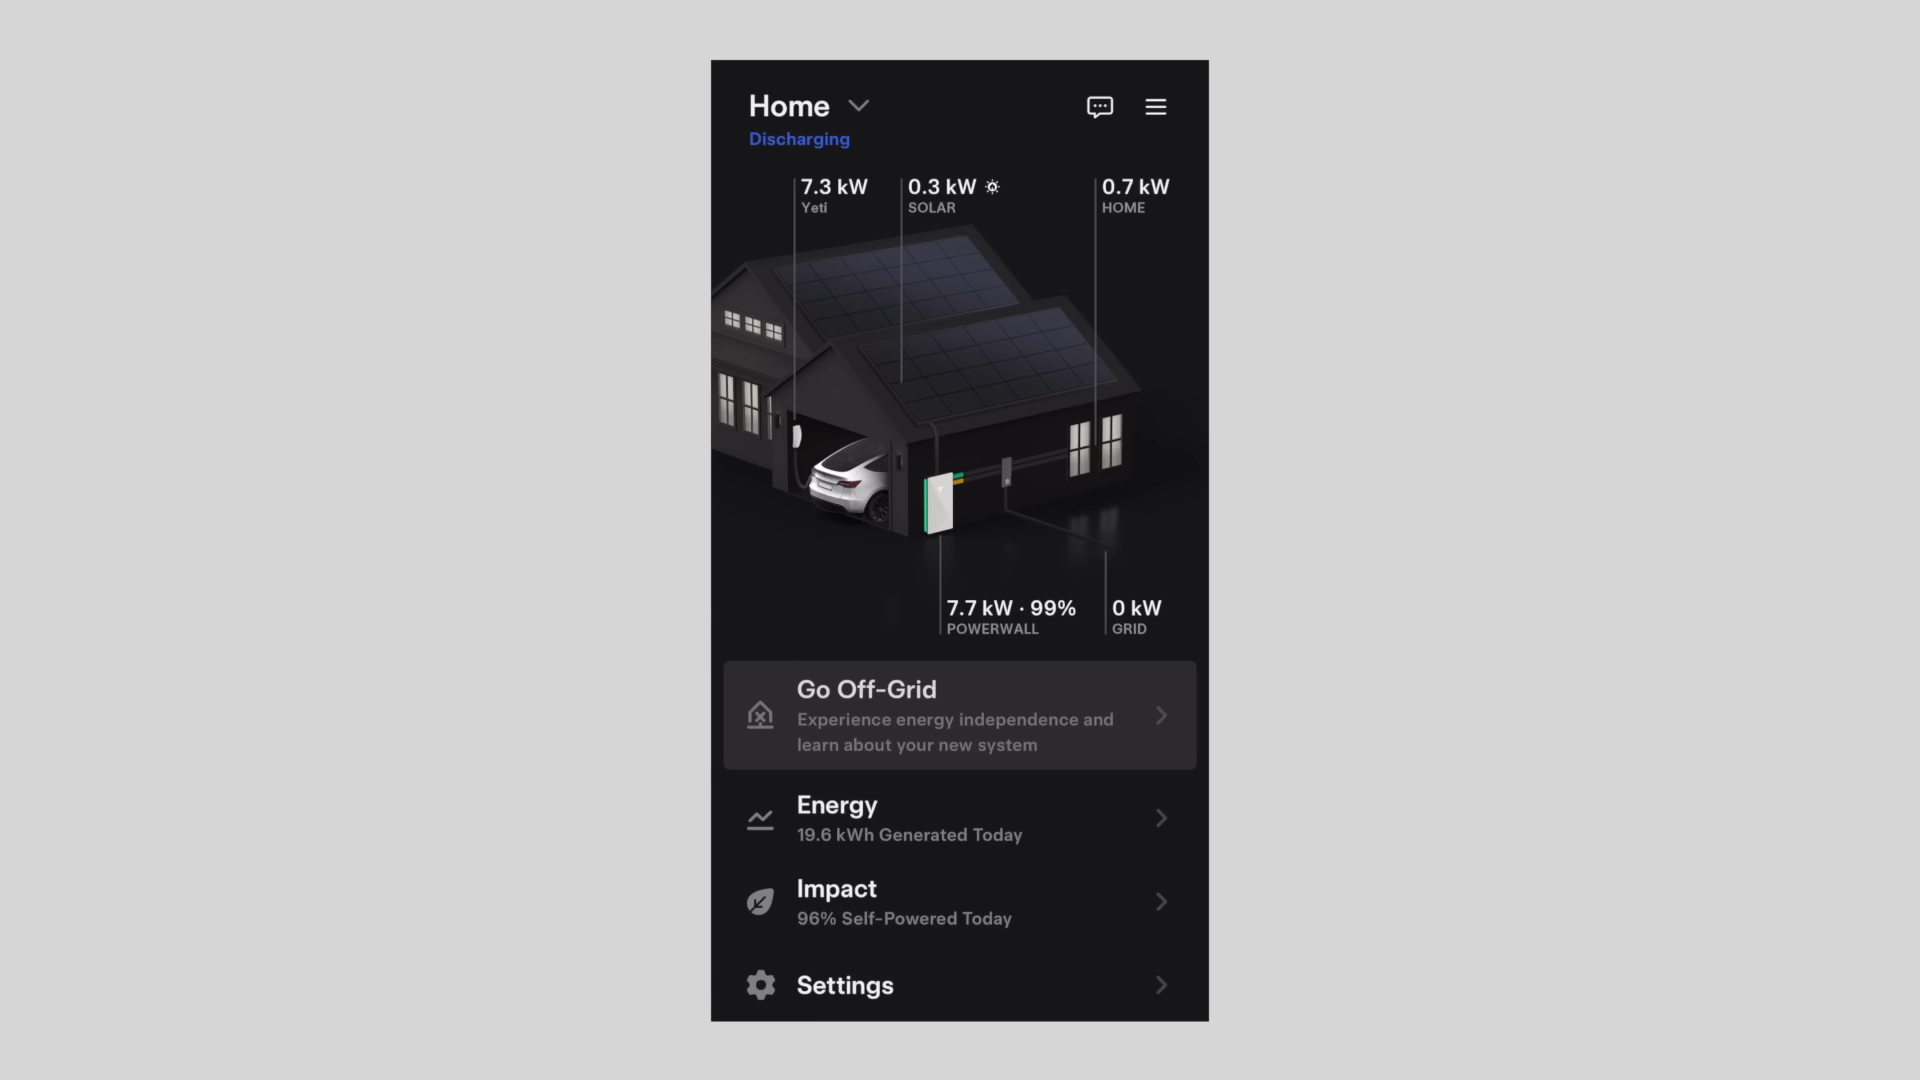 Home
Discharging
7.3 kW
Yeti
0.3 kW
SOLAR
0.7 kW
HOME
7.7 kW · 99%
POWERWALL
0 kW
GRID
Go Off-Grid
Experience energy independence and
learn about your new system
Energy
19.6 kWh Generated Today
Impact
96% Self-Powered Today
Settings